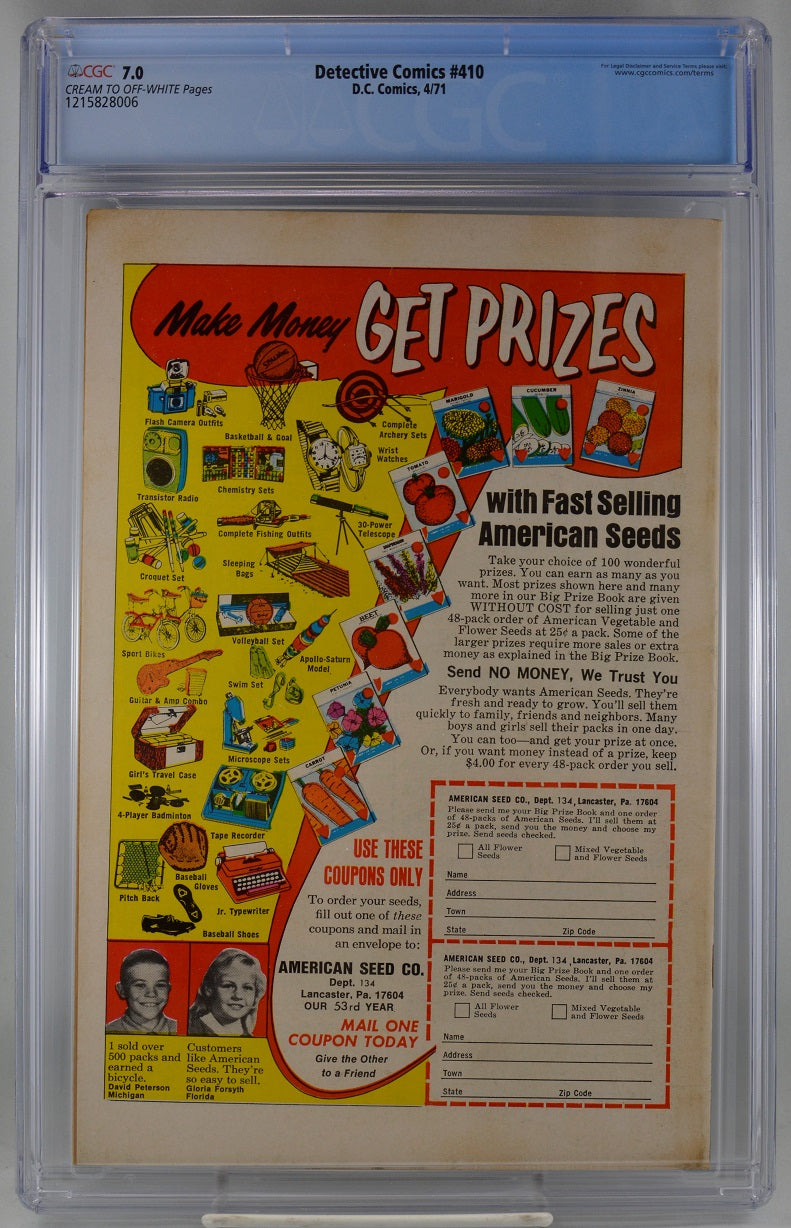 CGC 7.0
CREAM TO OFF-WHITE Pages
1215828006
Detective Comics #410
D.C. Comics, 4/71
For Legal Disclaimer and Service Terms please visit:
www.cgccomics.com/terms
CGC
Make Money GET PRIZES
Flash Camera Outfits
SPALDING
Basketball & Goal
Complete
Archery Sets
Wrist
Watches
Transistor Radio
Chemistry Sets
Complete Fishing Outfits
30-Power
Telescope
Croquet Set
Sleeping
Bags
Volleyball Set
Sport Bikes
Apollo-Saturn
Model
Swim Set
Guitar & Amp Combo
Girl's Travel Case
Microscope Sets
4-Player Badminton
Tape Recorder
Pitch Back
Baseball
Gloves
Jr. Typewriter
Baseball Shoes
MARIGOLD
CUCUMBER
ZINNIA
TOMATO
BEET
PETUNIA
CARROT
with Fast Selling
American Seeds
Take your choice of 100 wonderful
prizes. You can earn as many as you
want. Most prizes shown here and many
more in our Big Prize Book are given
WITHOUT COST for selling just one
48-pack order of American Vegetable and
Flower Seeds at 25¢ a pack. Some of the
larger prizes require more sales or extra
money as explained in the Big Prize Book.
Send NO MONEY, We Trust You
Everybody wants American Seeds. They're
fresh and ready to grow. You'll sell them
quickly to family, friends and neighbors. Many
boys and girls sell their packs in one day.
You can too—and get your prize at once.
Or, if you want money instead of a prize, keep
$4.00 for every 48-pack order you sell.
USE THESE
COUPONS ONLY
To order your seeds,
fill out one of these
coupons and mail in
an envelope to:
AMERICAN SEED CO.
Dept. 134
Lancaster, Pa. 17604
OUR 53rd YEAR
MAIL ONE
COUPON TODAY
Give the Other
to a Friend
I sold over
500 packs and
earned a
bicycle.
David Peterson
Michigan
Customers
like American
Seeds. They're
so easy to sell.
Gloria Forsyth
Florida
AMERICAN SEED CO., Dept. 134, Lancaster, Pa. 17604
Please send me your Big Prize Book and one order
of 48-packs of American Seeds. I'll sell them at
25¢ a pack, send you the money and choose my
prize. Send seeds checked.
All Flower
Seeds
Mixed Vegetable
and Flower Seeds
Name
Address
Town
State Zip Code
AMERICAN SEED CO., Dept. 134, Lancaster, Pa. 17604
Please send me your Big Prize Book and one order
of 48-packs of American Seeds. I'll sell them at
25¢ a pack, send you the money and choose my
prize. Send seeds checked.
All Flower
Seeds
Mixed Vegetable
and Flower Seeds
Name
Address
Town
State Zip Code